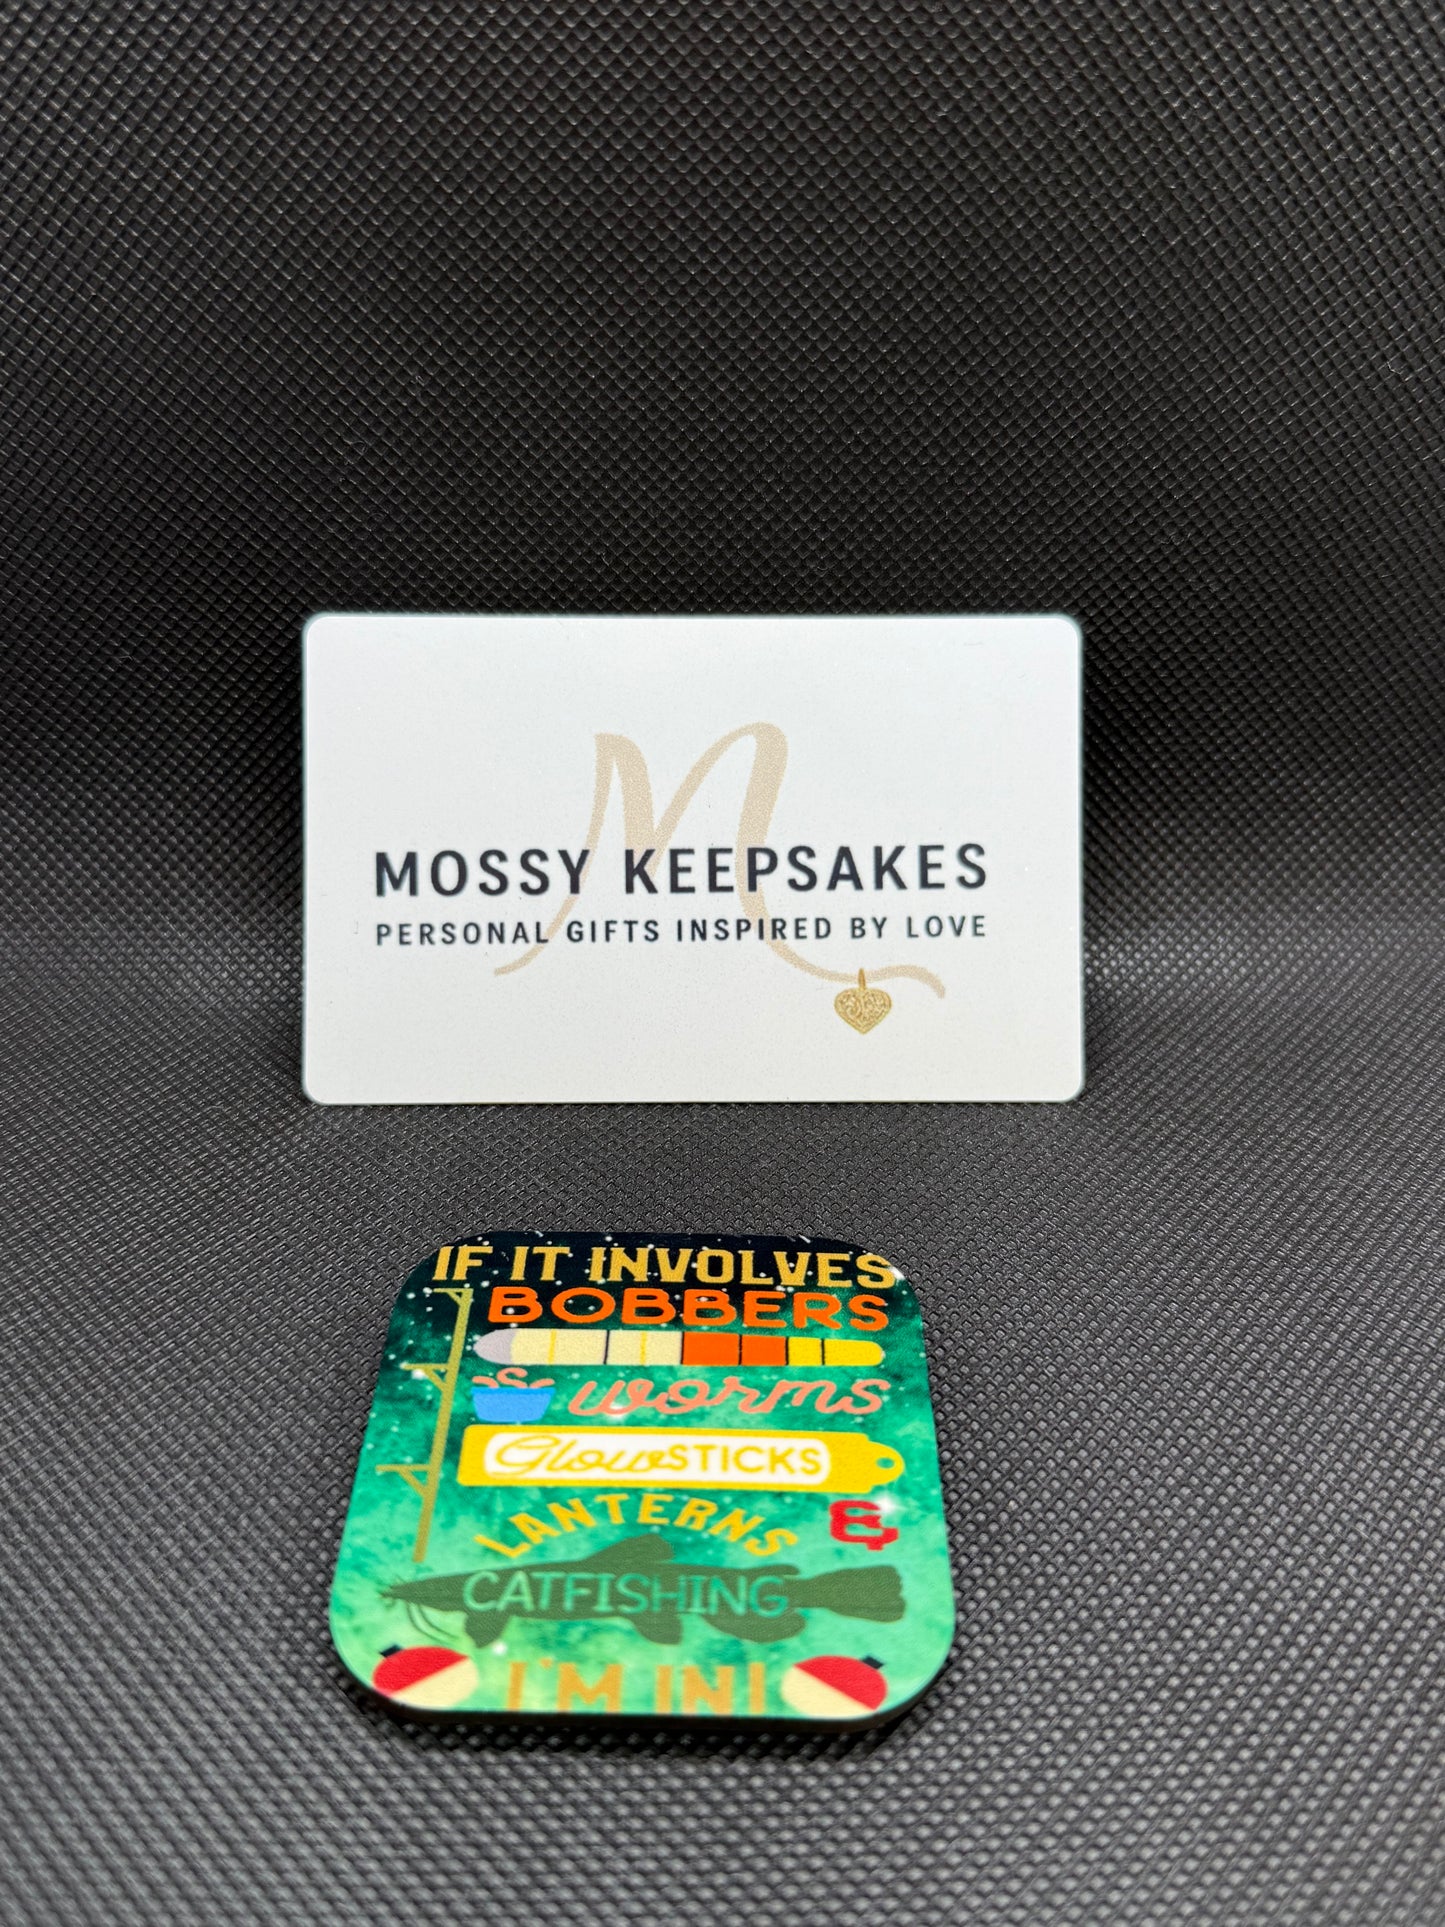 M
MOSSY KEEPSAKES
PERSONAL GIFTS INSPIRED BY LOVE
IF IT INVOLVES
BOBBERS
worms
GlowSTICKS
LANTERNS &
CATFISHING
I'M IN!